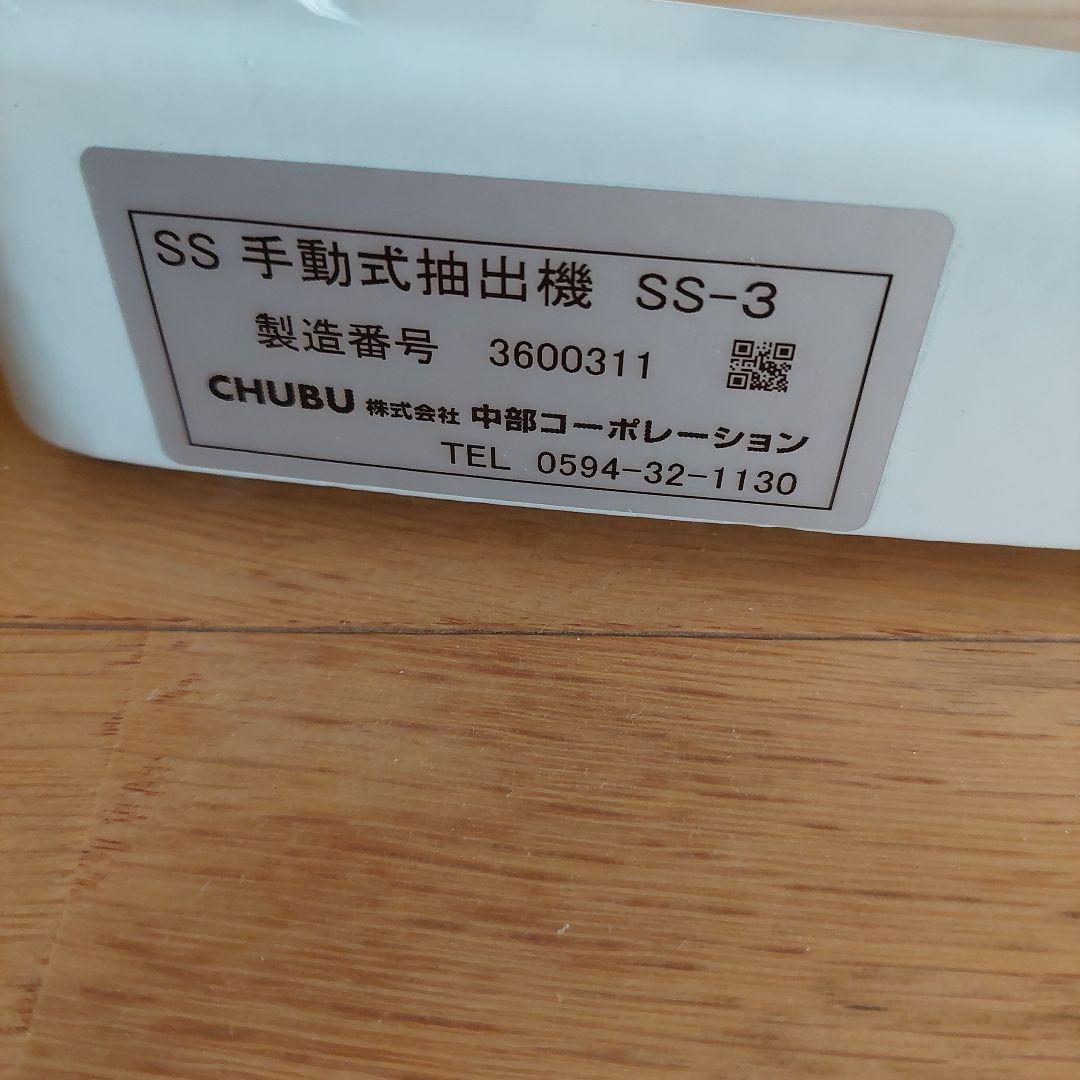 SS 手動式抽出機 SS-3
製造番号 3600311
CHUBU 株式会社 中部コーポレーション
TEL 0594-32-1130